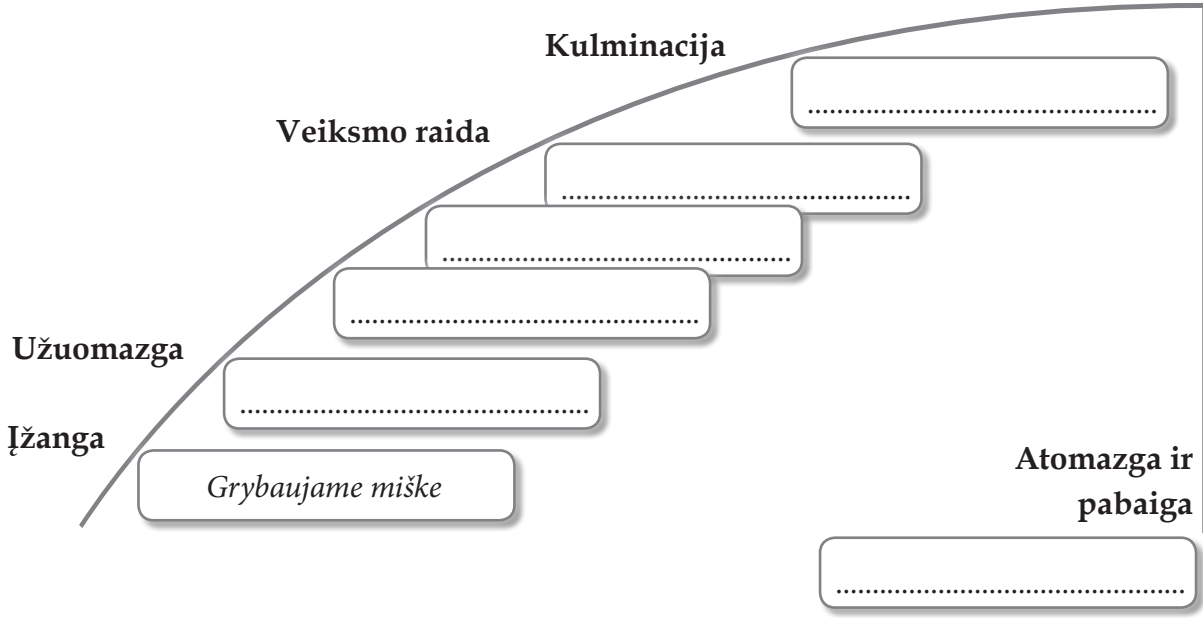 Kulminacija
Veiksmo raida
Užuomazga
Įžanga
Grybaujame miške
Atomazga ir
pabaiga